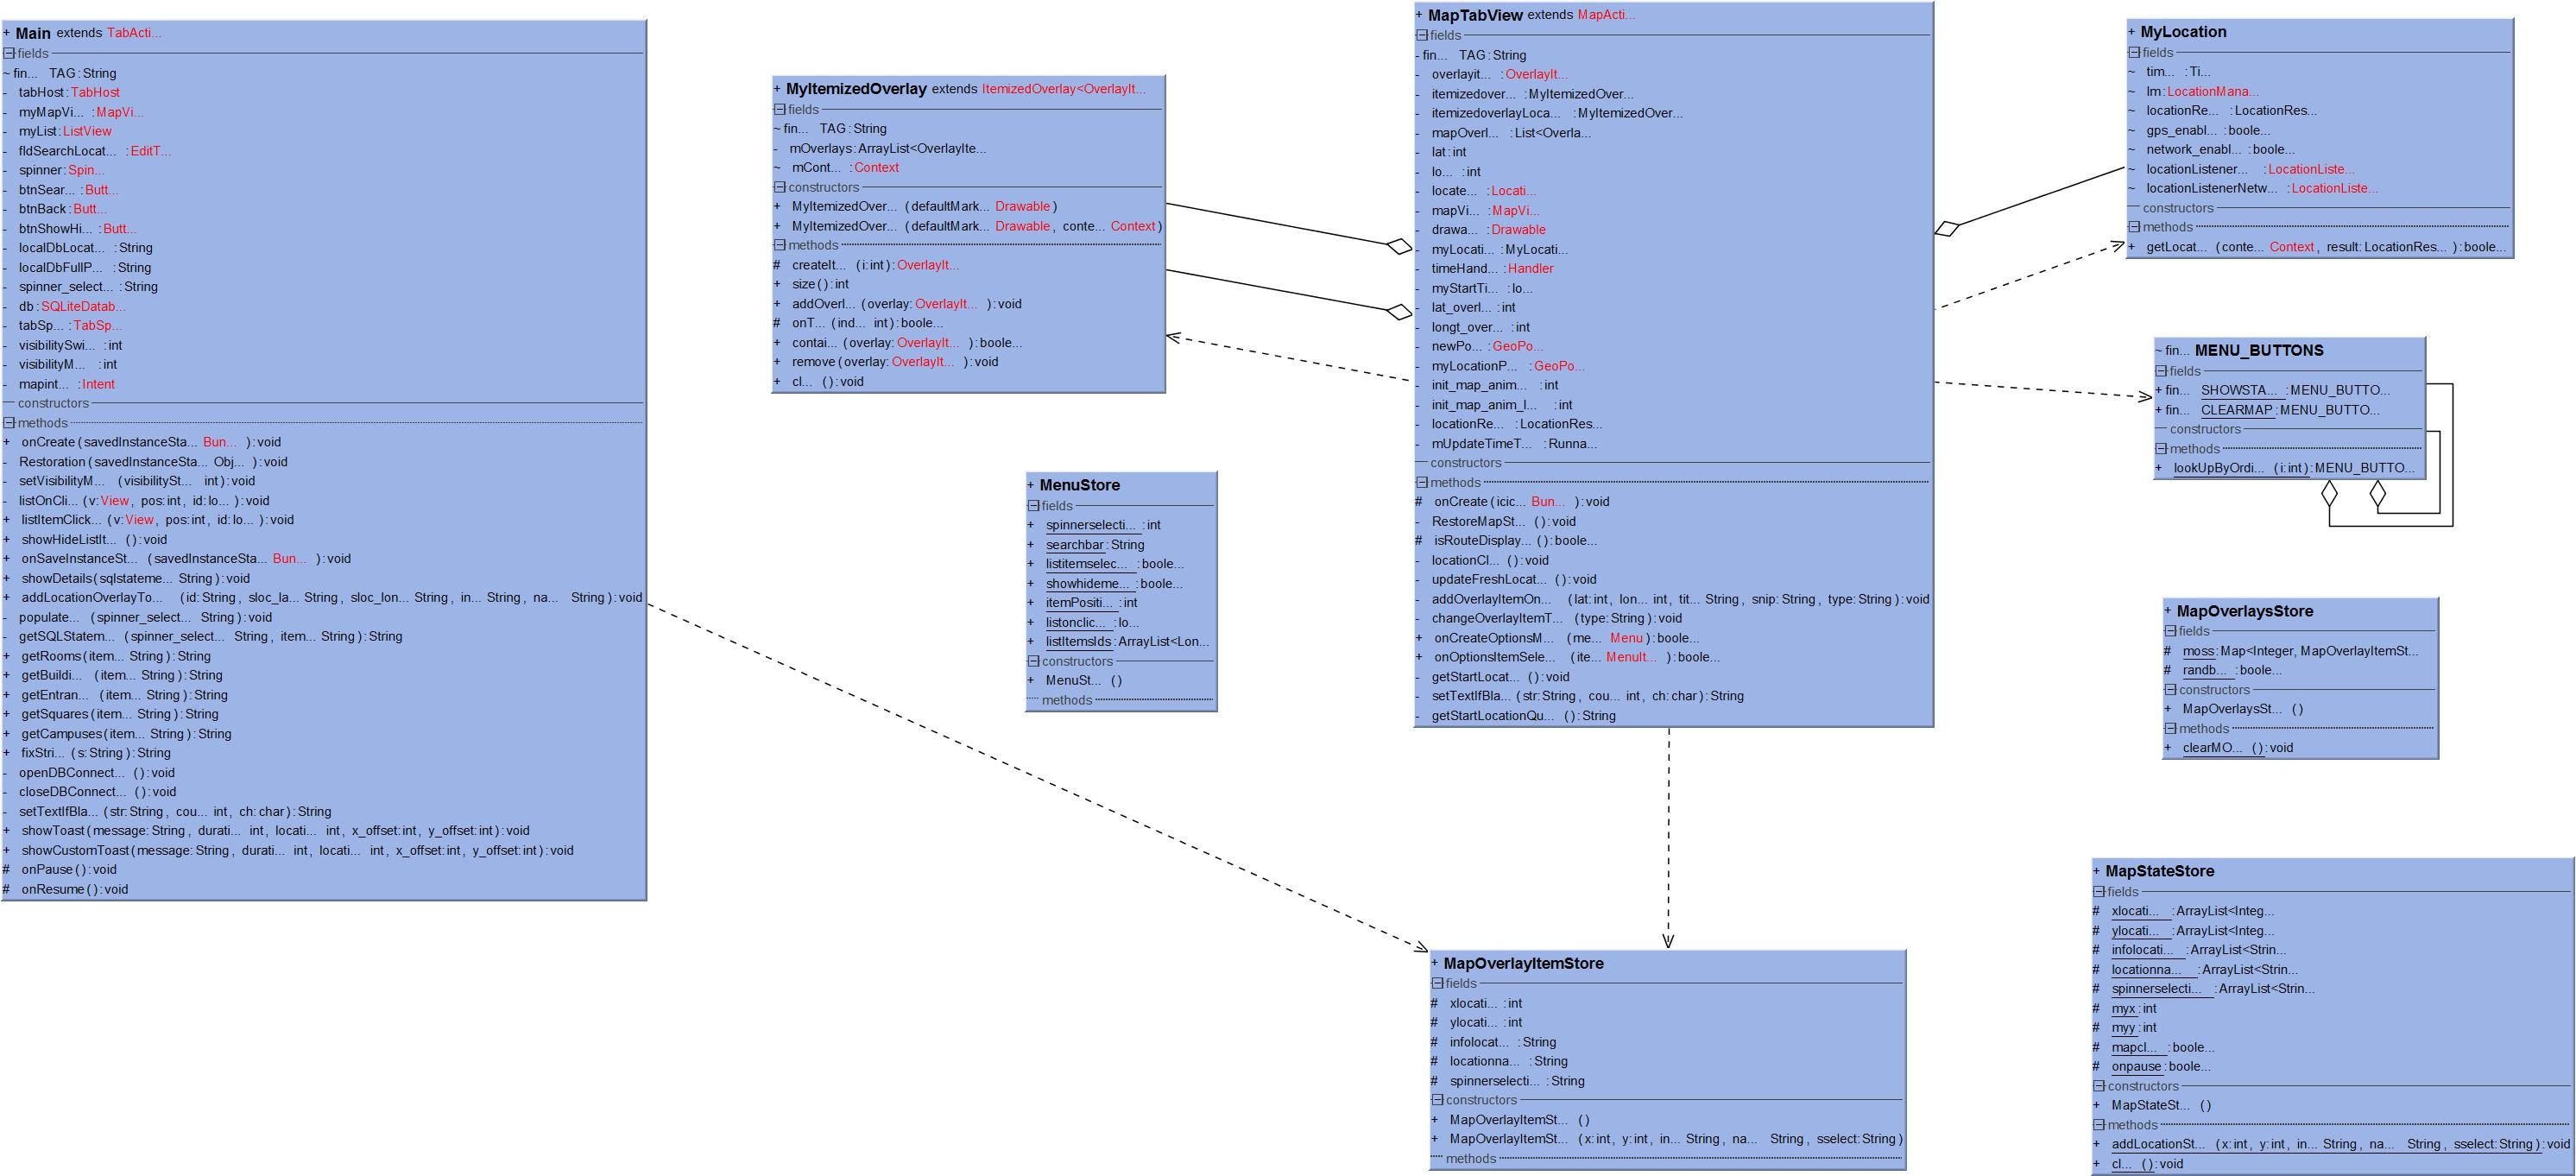 + Main extends TabActi...
fields
~ fin... TAG:String
- tabHost:TabHost
- myMapVi... :MapVi...
- myList:ListView
- fldSearchLocat... :EditT...
- spinner:Spin...
- btnSear... :Butt...
- btnBack:Butt...
- btnShowHi... :Butt...
- localDbLocat... :String
- localDbFullP... :String
- spinner_select... :String
- db:SQLiteDatab...
- tabSp... :TabSp...
- visibilitySwi... :int
- visibilityM... :int
- mapint... :Intent
constructors
methods
+ onCreate(savedInstanceSta... Bun... ):void
- Restoration(savedInstanceSta... Obj... ):void
- setVisibilityM... (visibilitySt... int):void
- listOnCli... (v:View, pos:int, id:lo... ):void
+ listItemClick... (v:View, pos:int, id:lo... ):void
+ showHideListIt... ():void
+ onSaveInstanceSt... (savedInstanceSta... Bun... ):void
+ showDetails(sqlstateme... String):void
+ addLocationOverlayTo... (id:String, sloc_la... String, sloc_lon... String, in... String, na... String):void
- populate... (spinner_select... String):void
- getSQLStatem... (spinner_select... String, item... String):String
+ getRooms(item... String):String
+ getBuildi... (item... String):String
+ getEntran... (item... String):String
+ getSquares(item... String):String
+ getCampuses(item... String):String
+ fixStri... (s:String):String
- openDBConnect... ():void
- closeDBConnect... ():void
- setTextIfBla... (str:String, cou... int, ch:char):String
+ showToast(message:String, durati... int, locati... int, x_offset:int, y_offset:int):void
+ showCustomToast(message:String, durati... int, locati... int, x_offset:int, y_offset:int):void
# onPause():void
# onResume():void
+ MyItemizedOverlay extends ItemizedOverlay<OverlayIt...
fields
~ fin... TAG:String
- mOverlays:ArrayList<OverlayIte...
~ mCont... :Context
constructors
+ MyItemizedOver... (defaultMark... Drawable)
+ MyItemizedOver... (defaultMark... Drawable, conte... Context)
methods
# createIt... (i:int):OverlayIt...
+ size():int
+ addOverl... (overlay:OverlayIt... ):void
# onT... (ind... int):boole...
+ contai... (overlay:OverlayIt... ):boole...
+ remove(overlay:OverlayIt... ):void
+ cl... ():void
+ MenuStore
fields
+ spinnerselecti... :int
+ searchbar:String
+ listitemselec... :boole...
+ showhideme... :boole...
+ itemPositi... :int
+ listonclic... :lo...
+ listItemsIds:ArrayList<Lon...
constructors
+ MenuSt... ()
methods
+ MapTabView extends MapActi...
fields
- fin... TAG:String
- overlayit... :OverlayIt...
- itemizedover... :MyItemizedOver...
- itemizedoverlayLoca... :MyItemizedOver...
- mapOverl... :List<Overla...
- lat:int
- lo... :int
- locate... :Locati...
- mapVi... :MapVi...
- drawa... :Drawable
- myLocati... :MyLocati...
- timeHand... :Handler
- myStartTi... :lo...
- lat_overl... :int
- longt_over... :int
- newPo... :GeoPo...
- myLocationP... :GeoPo...
- init_map_anim... :int
- init_map_anim_l... :int
- locationRe... :LocationRes...
- mUpdateTimeT... :Runna...
constructors
methods
# onCreate(icic... Bun... ):void
- RestoreMapSt... ():void
# isRouteDisplay... ():boole...
- locationCl... ():void
- updateFreshLocat... ():void
- addOverlayItemOn... (lat:int, lon... int, tit... String, snip:String, type:String):void
- changeOverlayItemT... (type:String):void
+ onCreateOptionsM... (me... Menu):boole...
+ onOptionsItemSele... (ite... MenuIt... ):boole...
- getStartLocat... ():void
- setTextIfBla... (str:String, cou... int, ch:char):String
- getStartLocationQu... ():String
+ MapOverlayItemStore
fields
# xlocati... :int
# ylocati... :int
# infolocat... :String
# locationna... :String
# spinnerselecti... :String
constructors
+ MapOverlayItemSt... ()
+ MapOverlayItemSt... (x:int, y:int, in... String, na... String, sselect:String)
methods
+ MyLocation
fields
~ tim... :Ti...
~ lm:LocationMana...
~ locationRe... :LocationRes...
~ gps_enabl... :boole...
~ network_enabl... :boole...
~ locationListener... :LocationListe...
~ locationListenerNetw... :LocationListe...
constructors
methods
+ getLocat... (conte... Context, result:LocationRes... ):boole...
~ fin... MENU_BUTTONS
fields
+ fin... SHOWSTA... :MENU_BUTTO...
+ fin... CLEARMAP:MENU_BUTTO...
constructors
methods
+ lookUpByOrdi... (i:int):MENU_BUTTO...
+ MapOverlaysStore
fields
# moss:Map<Integer, MapOverlayItemSt...
# randb... :boole...
constructors
+ MapOverlaysSt... ()
methods
+ clearMO... ():void
+ MapStateStore
fields
# xlocati... :ArrayList<Integ...
# ylocati... :ArrayList<Integ...
# infolocati... :ArrayList<Strin...
# locationna... :ArrayList<Strin...
# spinnerselecti... :ArrayList<Strin...
# myx:int
# myy:int
# mapcl... :boole...
# onpause:boole...
constructors
+ MapStateSt... ()
methods
+ addLocationSt... (x:int, y:int, in... String, na... String, sselect:String):void
+ cl... ():void